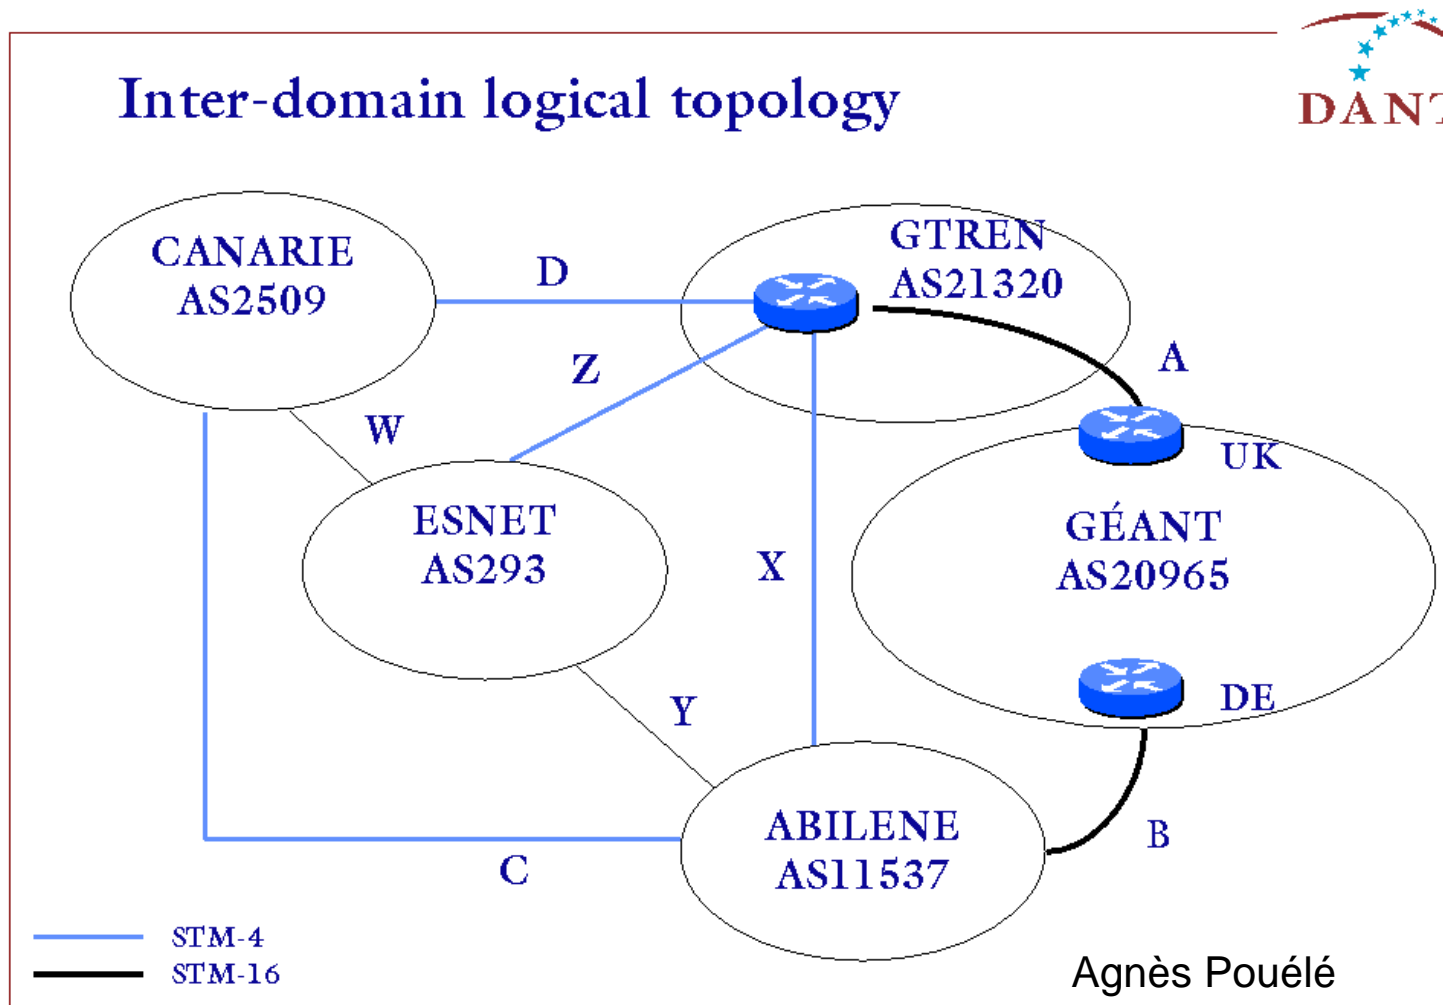 Inter-domain logical topology
DANT
CANARIE
AS2509
D
GTREN
AS21320
Z
A
W
UK
ESNET
AS293
X
GÉANT
AS20965
Y
DE
ABILENE
AS11537
B
C
STM-4
STM-16
Agnès Pouélé